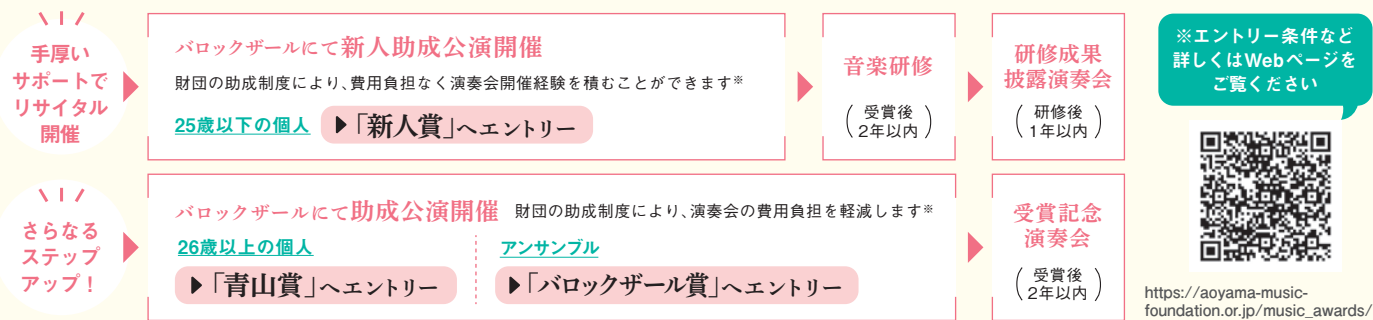 手厚い
サポートで
リサイタル
開催
バロックザールにて新人助成公演開催
財団の助成制度により、費用負担なく演奏会開催経験を積むことができます※
25歳以下の個人 ▶「新人賞」へエントリー
音楽研修
(受賞後
2年以内)
研修成果
披露演奏会
(研修後
1年以内)
さらなる
ステップ
アップ！
バロックザールにて助成公演開催 財団の助成制度により、演奏会の費用負担を軽減します※
26歳以上の個人
▶「青山賞」へエントリー
アンサンブル
▶「バロックザール賞」へエントリー
受賞記念
演奏会
(受賞後
2年以内)
※エントリー条件など
詳しくはWebページを
ご覧ください
https://aoyama-music-
foundation.or.jp/music_awards/